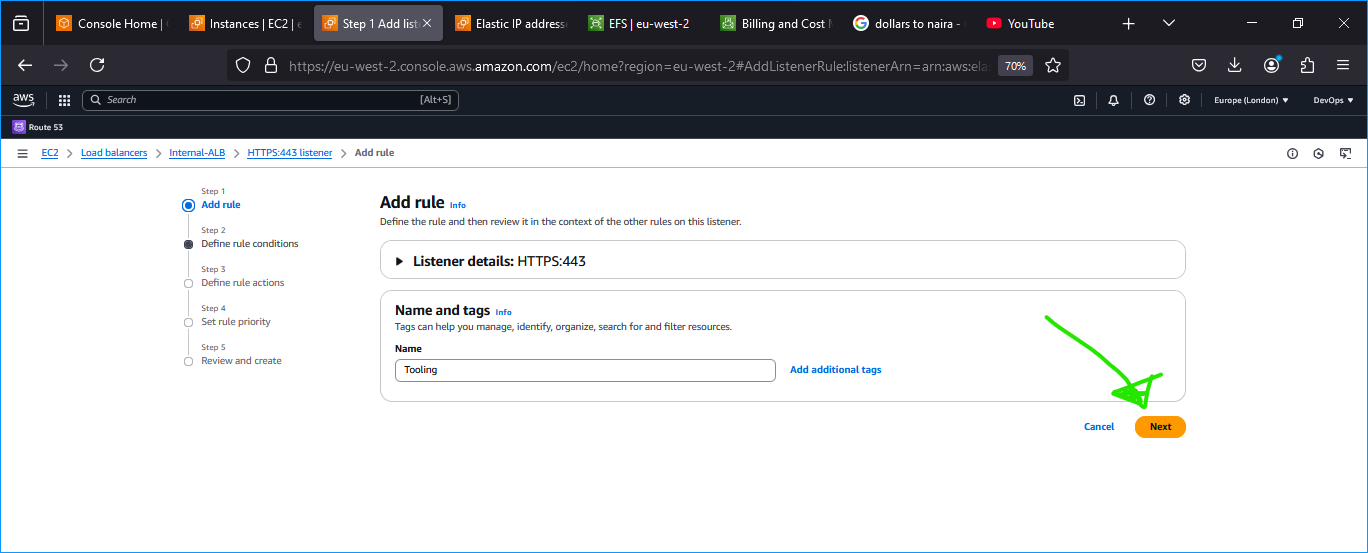 Console Home | Instances | EC2 | e Step 1 Add list Elastic IP addresse EFS | eu-west-2 Billing and Cost M dollars to naira - YouTube
https://eu-west-2.console.aws.amazon.com/ec2/home?region=eu-west-2#AddListenerRule:listenerArn=arn:aws:ela 70%
aws Search [Alt+S] Europe (London) DevOps
Route 53
EC2 Load balancers Internal-ALB HTTPS:443 listener Add rule
Step 1
Add rule
Step 2
Define rule conditions
Step 3
Define rule actions
Step 4
Set rule priority
Step 5
Review and create
Add rule Info
Define the rule and then review it in the context of the other rules on this listener.
Listener details: HTTPS:443
Name and tags Info
Tags can help you manage, identify, organize, search for and filter resources.
Name
Tooling Add additional tags
Cancel Next